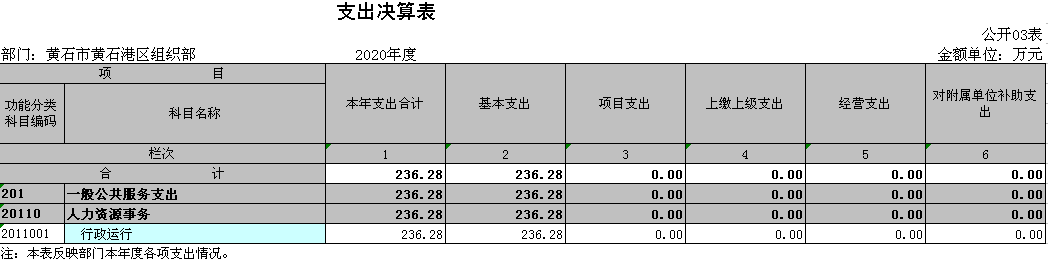 支出决算表
公开03表
部门：黄石市黄石港区组织部 2020年度 金额单位：万元
项 目 本年支出合计 基本支出 项目支出 上缴上级支出 经营支出 对附属单位补助支出
功能分类科目编码 科目名称
栏次 1 2 3 4 5 6
合 计 236.28 236.28 0.00 0.00 0.00 0.00
201 一般公共服务支出 236.28 236.28 0.00 0.00 0.00 0.00
20110 人力资源事务 236.28 236.28 0.00 0.00 0.00 0.00
2011001 行政运行 236.28 236.28 0.00 0.00 0.00 0.00
注：本表反映部门本年度各项支出情况。